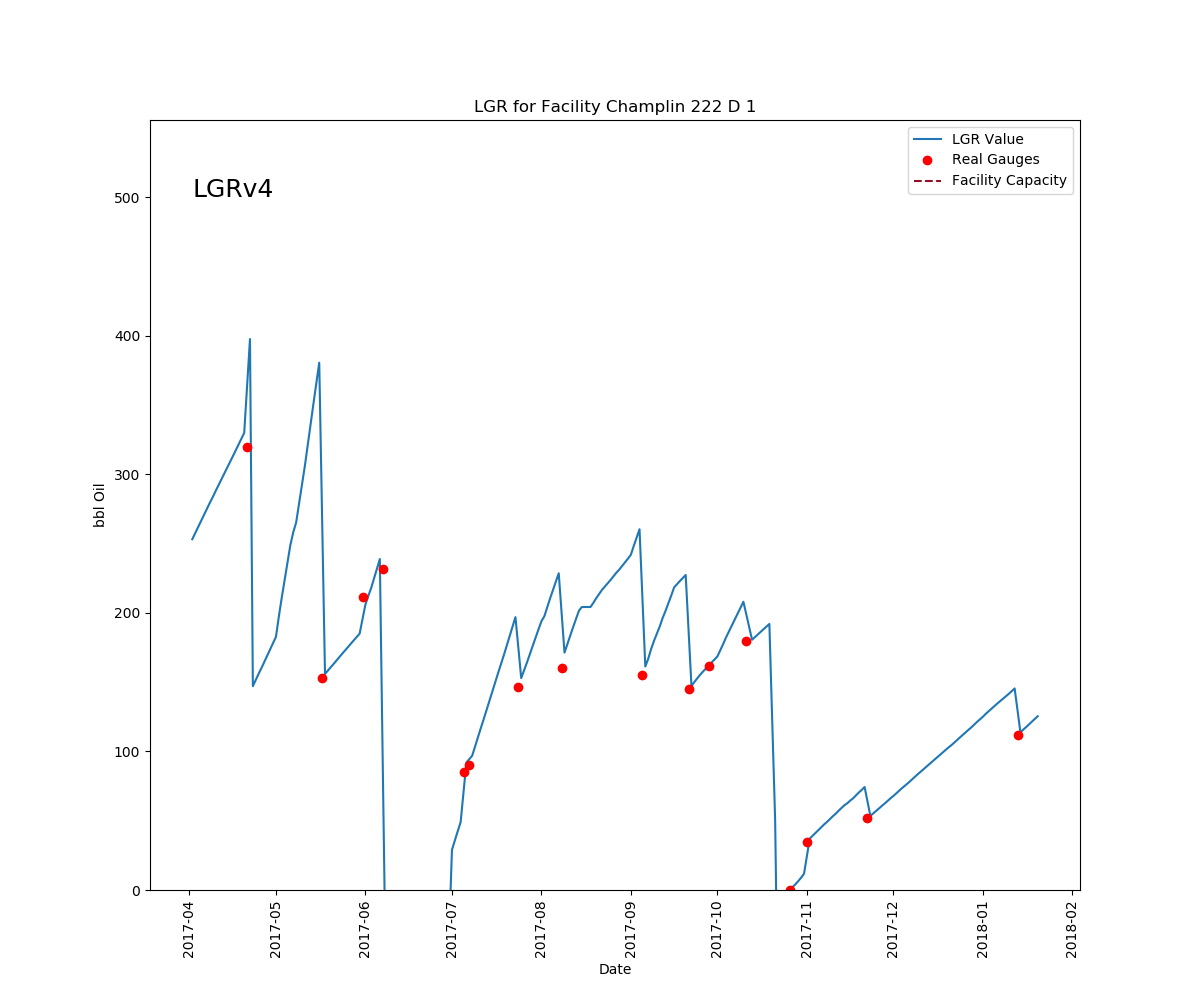 LGR for Facility Champlin 222 D 1
LGR Value
Real Gauges
Facility Capacity
LGRv4
500
400
300
200
100
0
bbl Oil
2017-04
2017-05
2017-06
2017-07
2017-08
2017-09
2017-10
2017-11
2017-12
2018-01
2018-02
Date